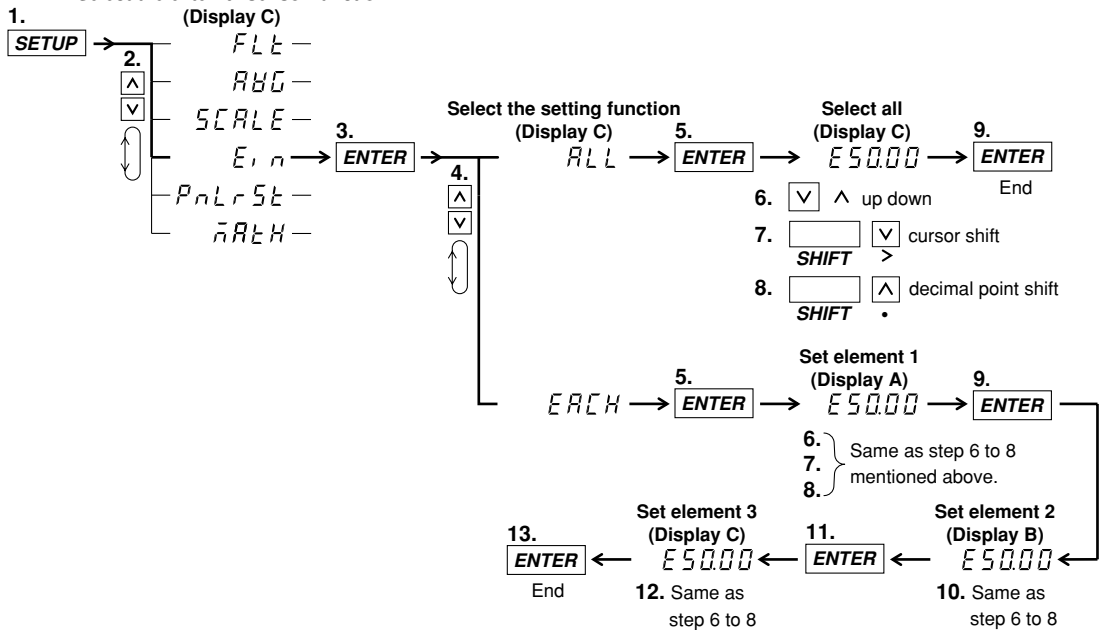 1.
(Display C)
SETUP
2.
FLt
AVG
SCALE
Ein
PnLrSt
MAtH
3.
ENTER
4.
Select the setting function
(Display C)
ALL
5.
ENTER
Select all
(Display C)
E50.00
9.
ENTER
End
6. up down
7. cursor shift
SHIFT >
8. decimal point shift
SHIFT •
EACH
5.
ENTER
Set element 1
(Display A)
E50.00
9.
ENTER
6.
7.
8.
Same as step 6 to 8
mentioned above.
Set element 2
(Display B)
E50.00
10. Same as
step 6 to 8
11.
ENTER
Set element 3
(Display C)
E50.00
12. Same as
step 6 to 8
13.
ENTER
End